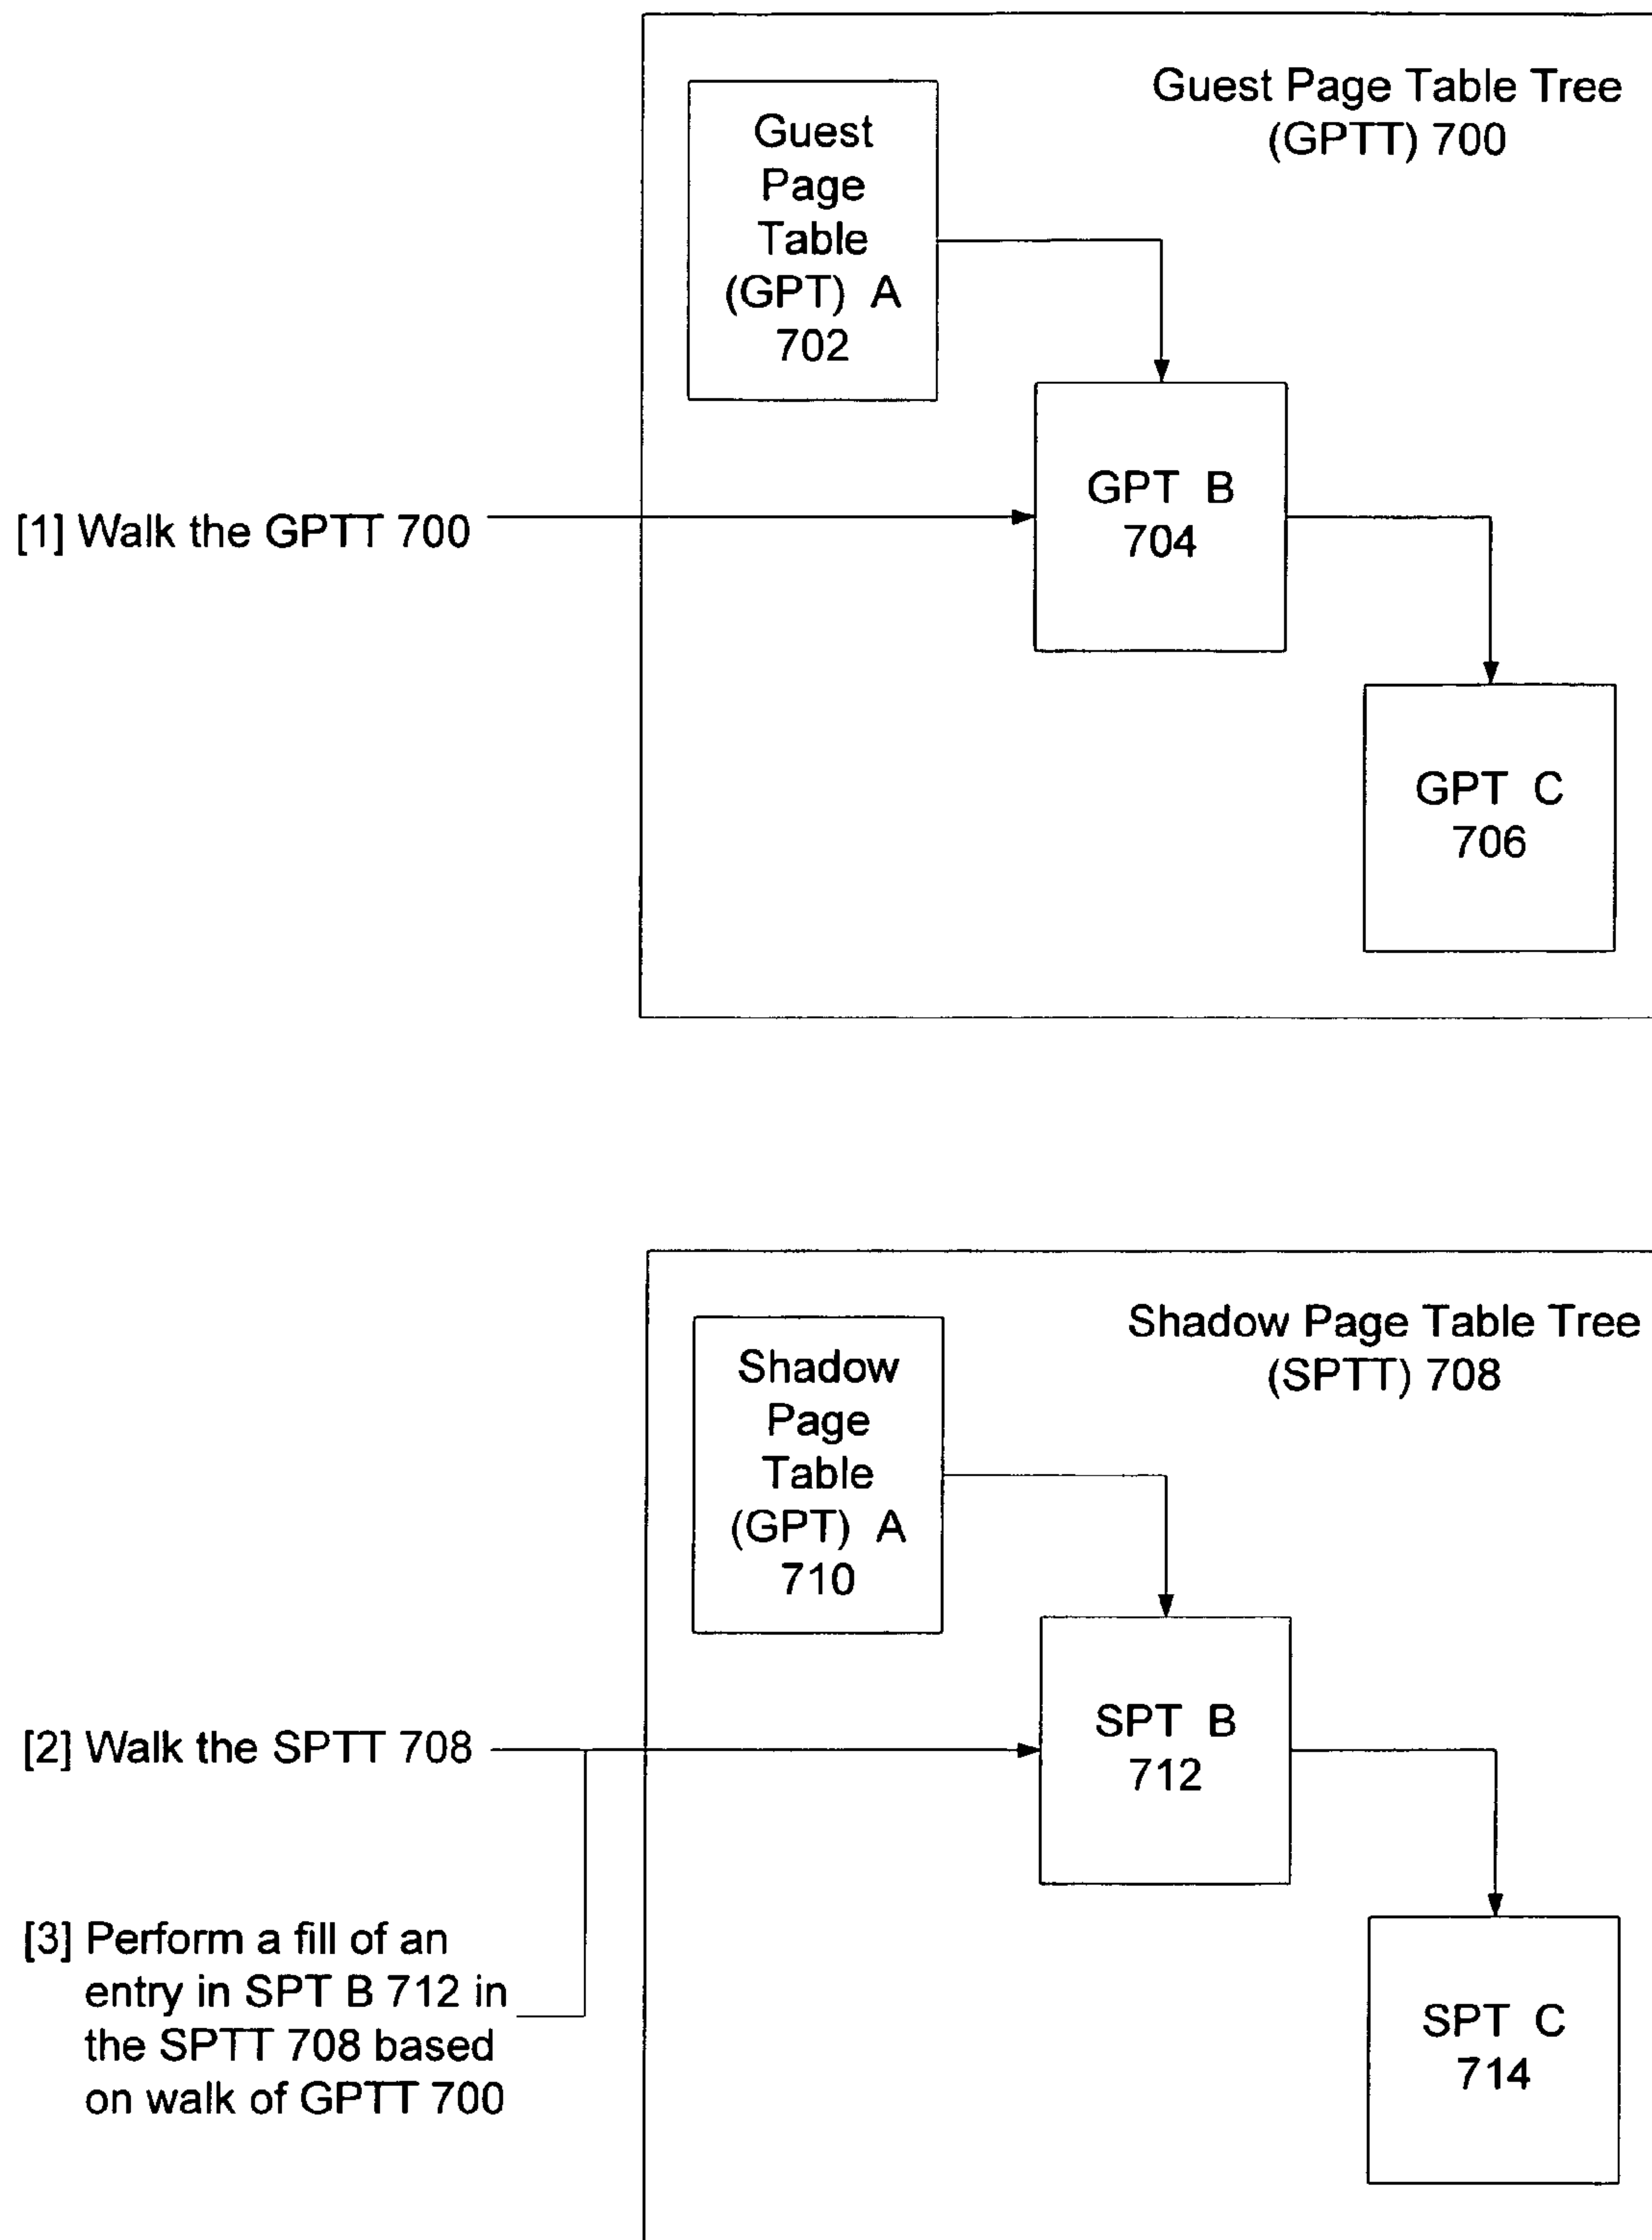 Guest Page Table Tree
(GPTT) 700
Guest
Page
Table
(GPT) A
702
GPT B
704
[1] Walk the GPTT 700
GPT C
706
Shadow Page Table Tree
(SPTT) 708
Shadow
Page
Table
(GPT) A
710
SPT B
712
[2] Walk the SPTT 708
[3] Perform a fill of an
entry in SPT B 712 in
the SPTT 708 based
on walk of GPTT 700
SPT C
714